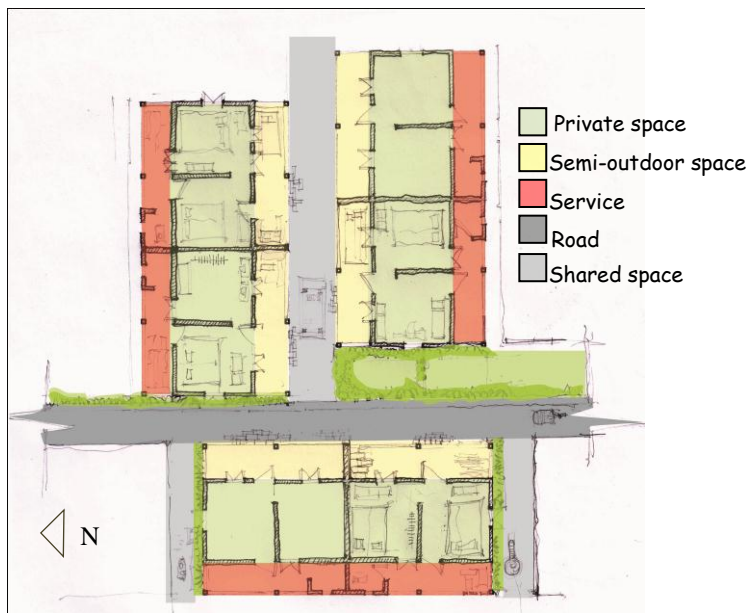 Private space
Semi-outdoor space
Service
Road
Shared space
N